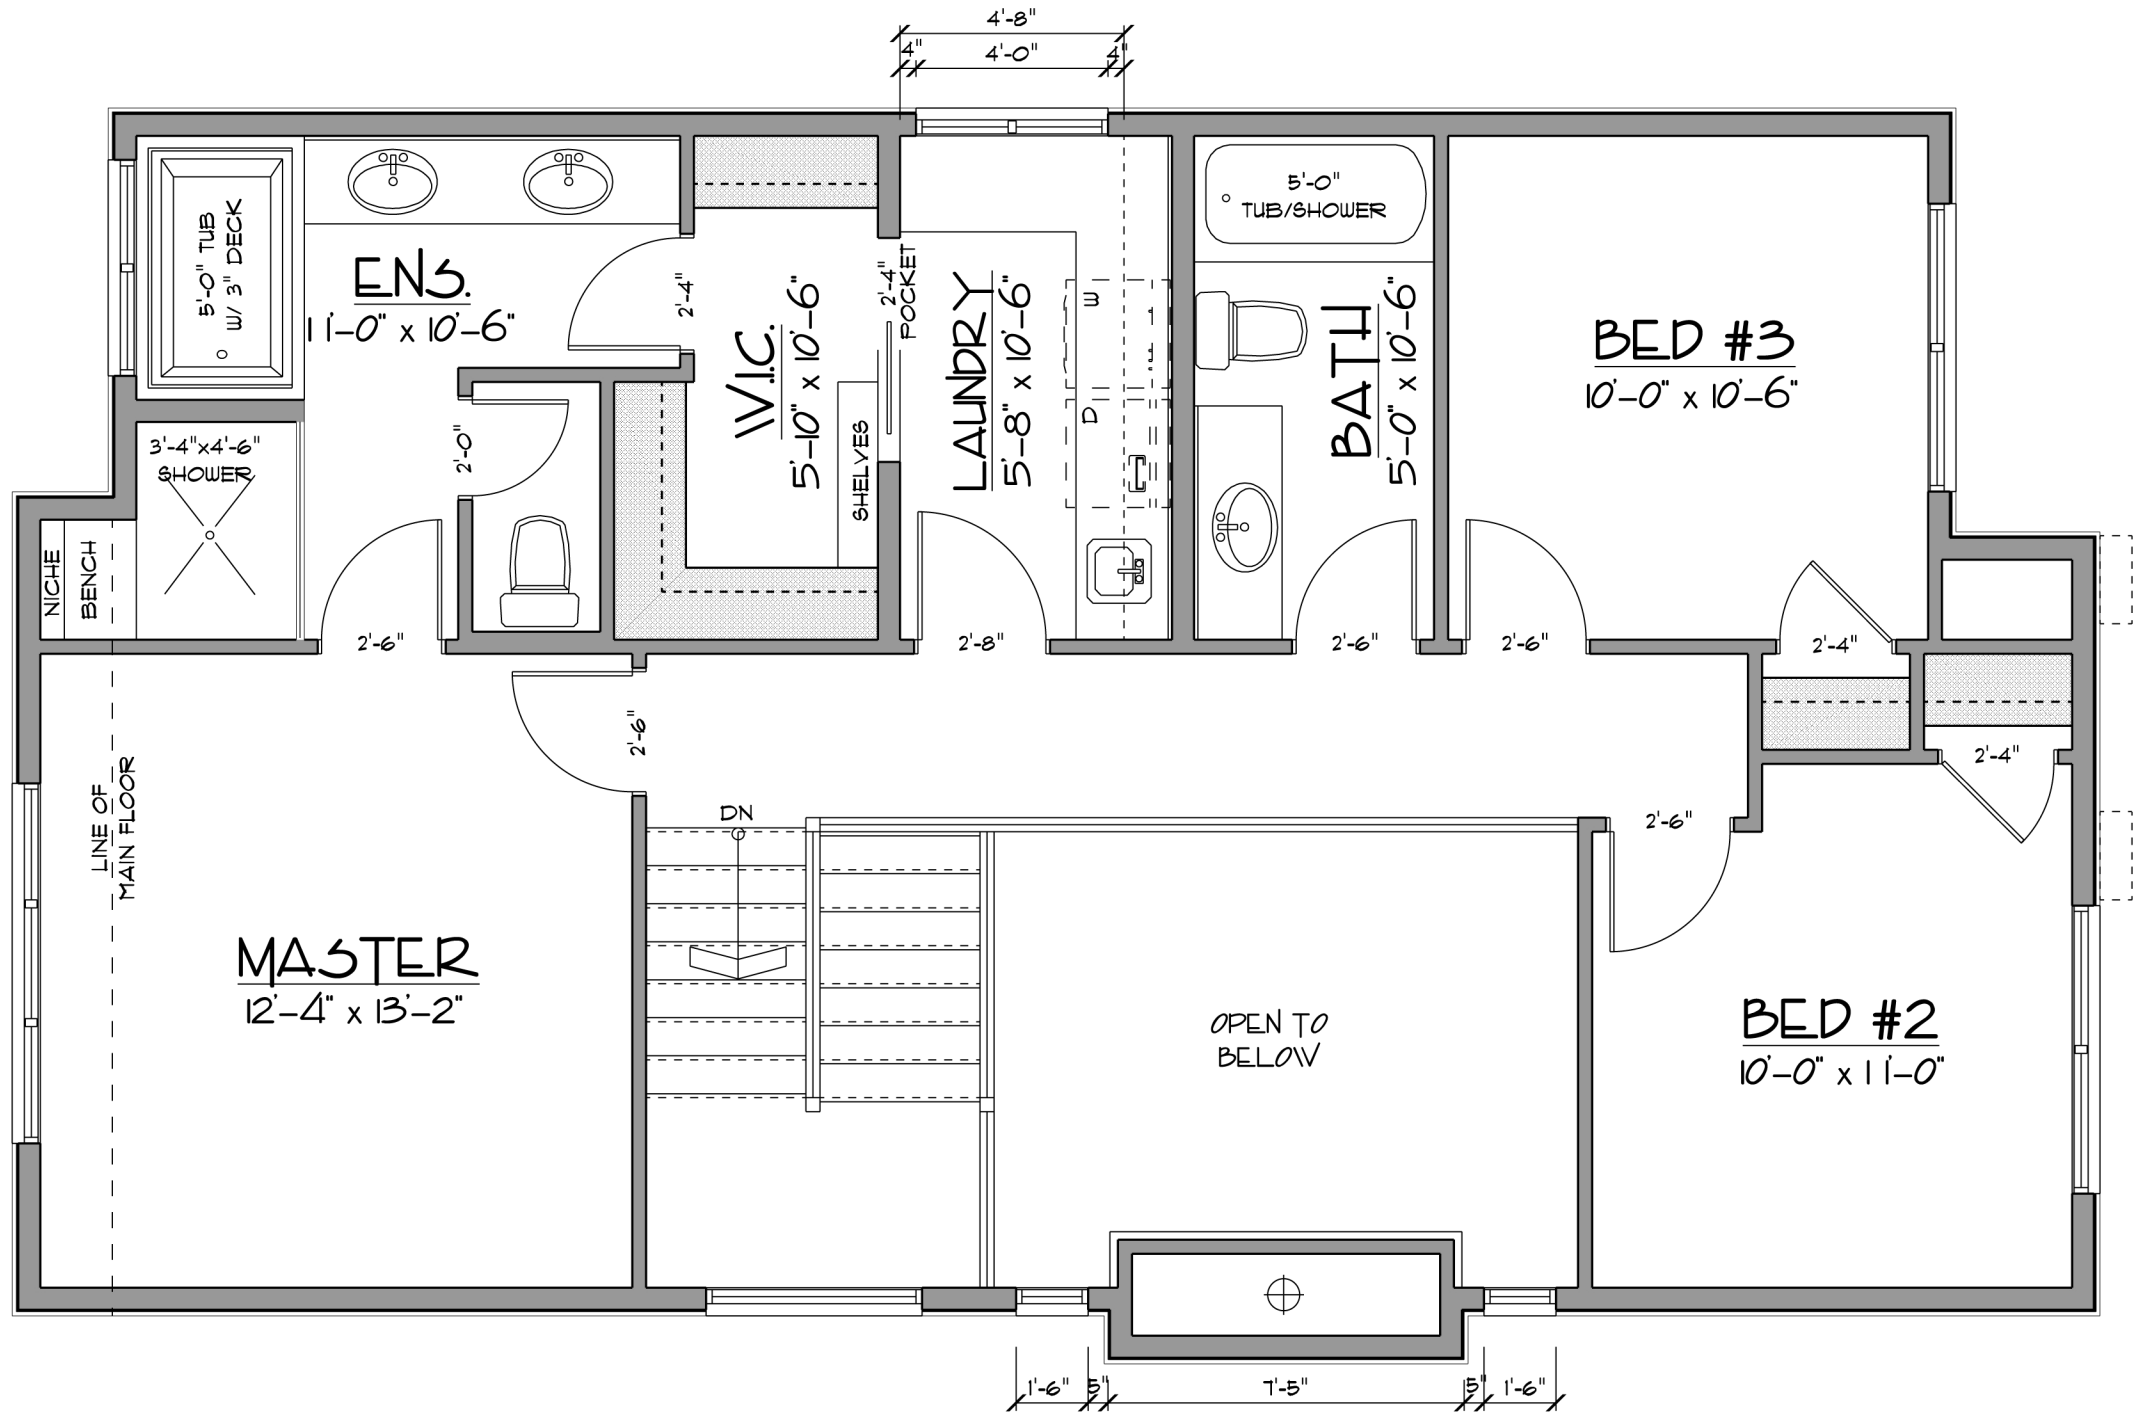 4'-8"
4" 4'-0" 4"
5'-0" TUB
W/ 3" DECK
ENS.
11'-0" x 10'-6"
2'-4"
W.I.C.
5'-10" x 10'-6"
SHELVES
2'-4"
POCKET
LAUNDRY
5'-8" x 10'-6"
W
D
5'-0"
TUB/SHOWER
BATH
5'-0" x 10'-6"
BED #3
10'-0" x 10'-6"
3'-4"x4'-6"
SHOWER
2'-0"
NICHE
BENCH
2'-6"
2'-8"
2'-6"
2'-6"
2'-4"
2'-6"
2'-4"
LINE OF
MAIN FLOOR
DN
2'-6"
MASTER
12'-4" x 13'-2"
OPEN TO
BELOW
BED #2
10'-0" x 11'-0"
1'-6" 5" 7'-5" 5" 1'-6"